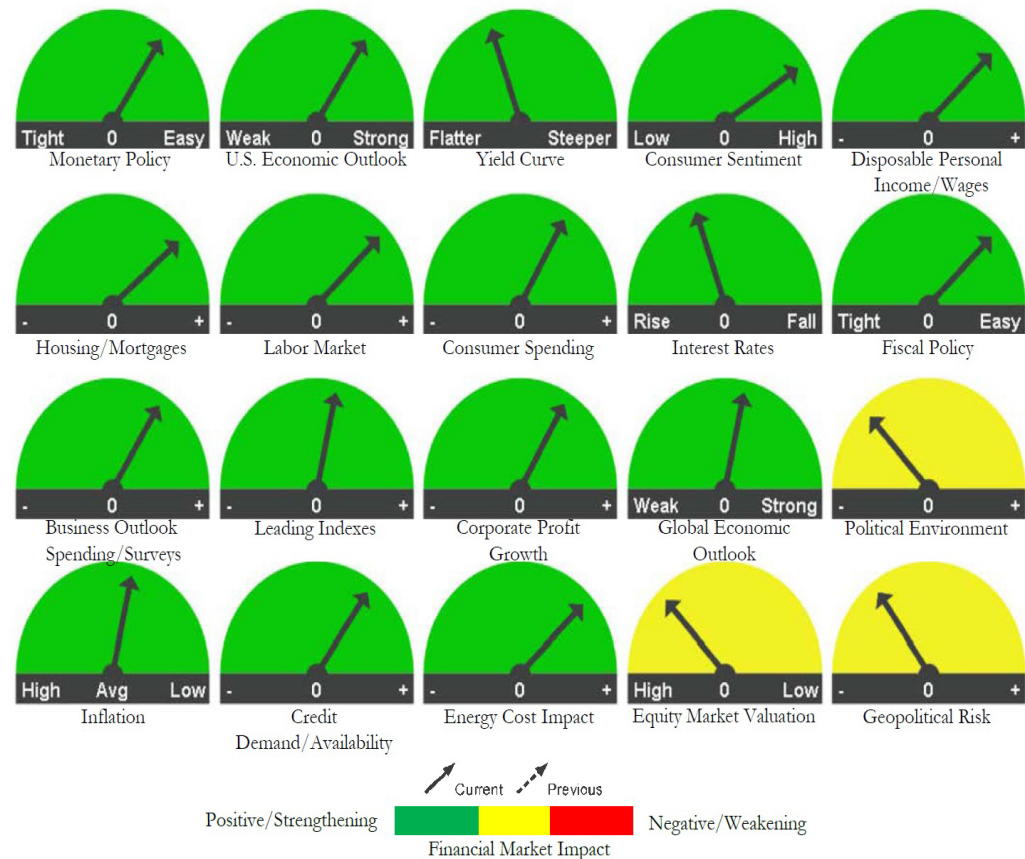 Tight 0 Easy
Weak 0 Strong
Flatter Steeper
Low 0 High
- 0 +
Monetary Policy
U.S. Economic Outlook
Yield Curve
Consumer Sentiment
Disposable Personal
Income/Wages
- 0 +
- 0 +
- 0 +
Rise 0 Fall
Tight 0 Easy
Housing/Mortgages
Labor Market
Consumer Spending
Interest Rates
Fiscal Policy
- 0 +
- 0 +
- 0 +
Weak 0 Strong
- 0 +
Business Outlook
Spending/Surveys
Leading Indexes
Corporate Profit
Growth
Global Economic
Outlook
Political Environment
High Avg Low
- 0 +
- 0 +
High 0 Low
- 0 +
Inflation
Credit
Demand/Availability
Energy Cost Impact
Equity Market Valuation
Geopolitical Risk
Current Previous
Positive/Strengthening
Negative/Weakening
Financial Market Impact